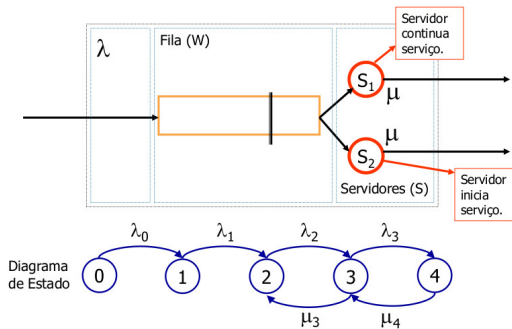 Servidor
continua
serviço.
λ
Fila (W)
S1
μ
μ
S2
Servidores (S)
Servidor
inicia
serviço.
λ0 λ1 λ2 λ3
Diagrama
de Estado
0 1 2 3 4
μ3 μ4